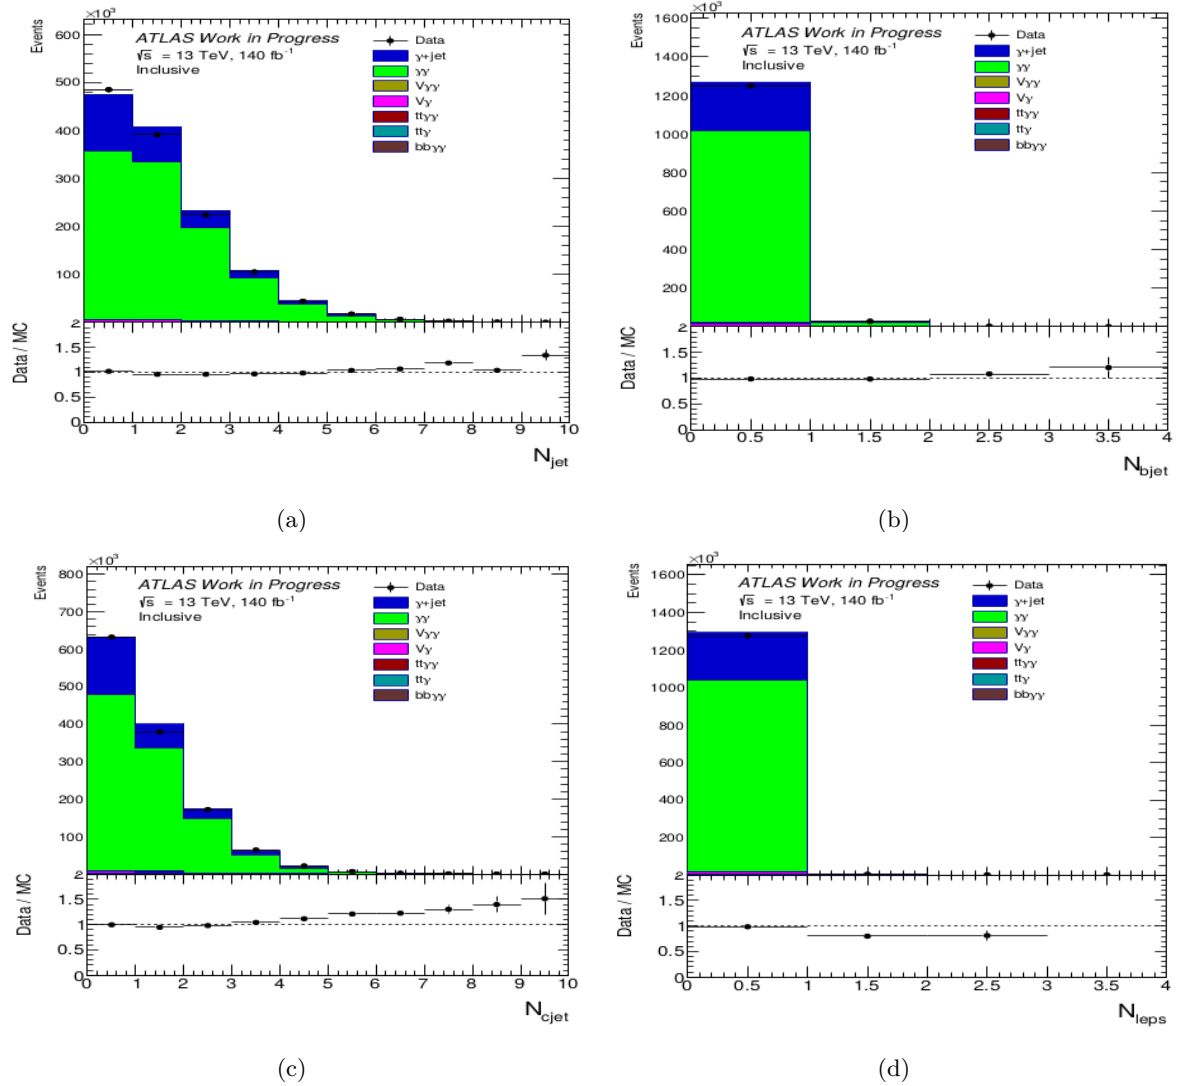 ×10³
Events
600
500
400
300
200
100
ATLAS Work in Progress
√s = 13 TeV, 140 fb⁻¹
Inclusive
Data
γ+jet
γγ
Vγγ
Vγ
ttγγ
ttγ
bbγγ
Data / MC
2
1.5
1
0.5
0
0 1 2 3 4 5 6 7 8 9 10
N_jet
(a)
×10³
Events
1600
1400
1200
1000
800
600
400
200
ATLAS Work in Progress
√s = 13 TeV, 140 fb⁻¹
Inclusive
Data
γ+jet
γγ
Vγγ
Vγ
ttγγ
ttγ
bbγγ
Data / MC
2
1.5
1
0.5
0
0 0.5 1 1.5 2 2.5 3 3.5 4
N_bjet
(b)
×10³
Events
800
700
600
500
400
300
200
100
ATLAS Work in Progress
√s = 13 TeV, 140 fb⁻¹
Inclusive
Data
γ+jet
γγ
Vγγ
Vγ
ttγγ
ttγ
bbγγ
Data / MC
2
1.5
1
0.5
0
0 1 2 3 4 5 6 7 8 9 10
N_cjet
(c)
×10³
Events
1600
1400
1200
1000
800
600
400
200
ATLAS Work in Progress
√s = 13 TeV, 140 fb⁻¹
Inclusive
Data
γ+jet
γγ
Vγγ
Vγ
ttγγ
ttγ
bbγγ
Data / MC
2
1.5
1
0.5
0
0 0.5 1 1.5 2 2.5 3 3.5 4
N_leps
(d)